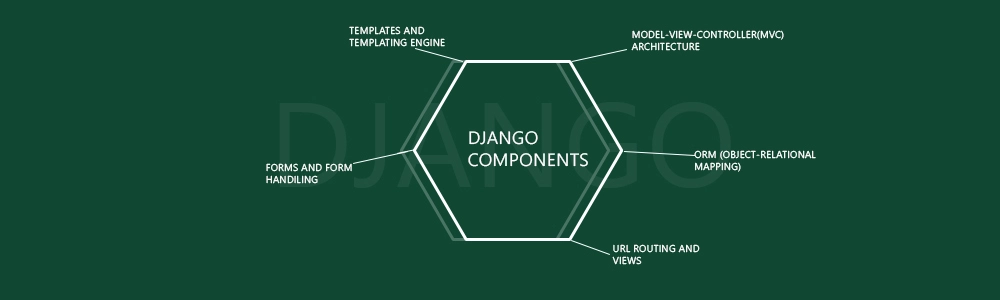 TEMPLATES AND
TEMPLATING ENGINE
MODEL-VIEW-CONTROLLER(MVC)
ARCHITECTURE
DJANGO
DJANGO
COMPONENTS
FORMS AND FORM
HANDILING
ORM (OBJECT-RELATIONAL
MAPPING)
URL ROUTING AND
VIEWS